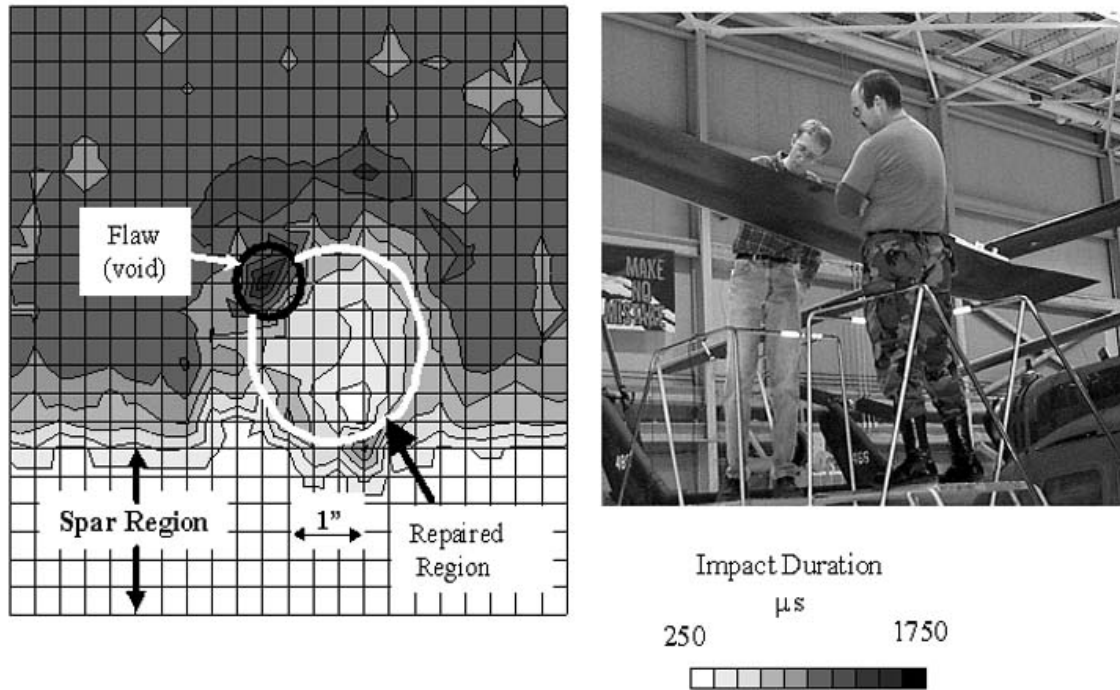 Flaw
(void)
Spar Region
1”
Repaired
Region
MAKE
NO
MISTAKE
Impact Duration
μs
250
1750